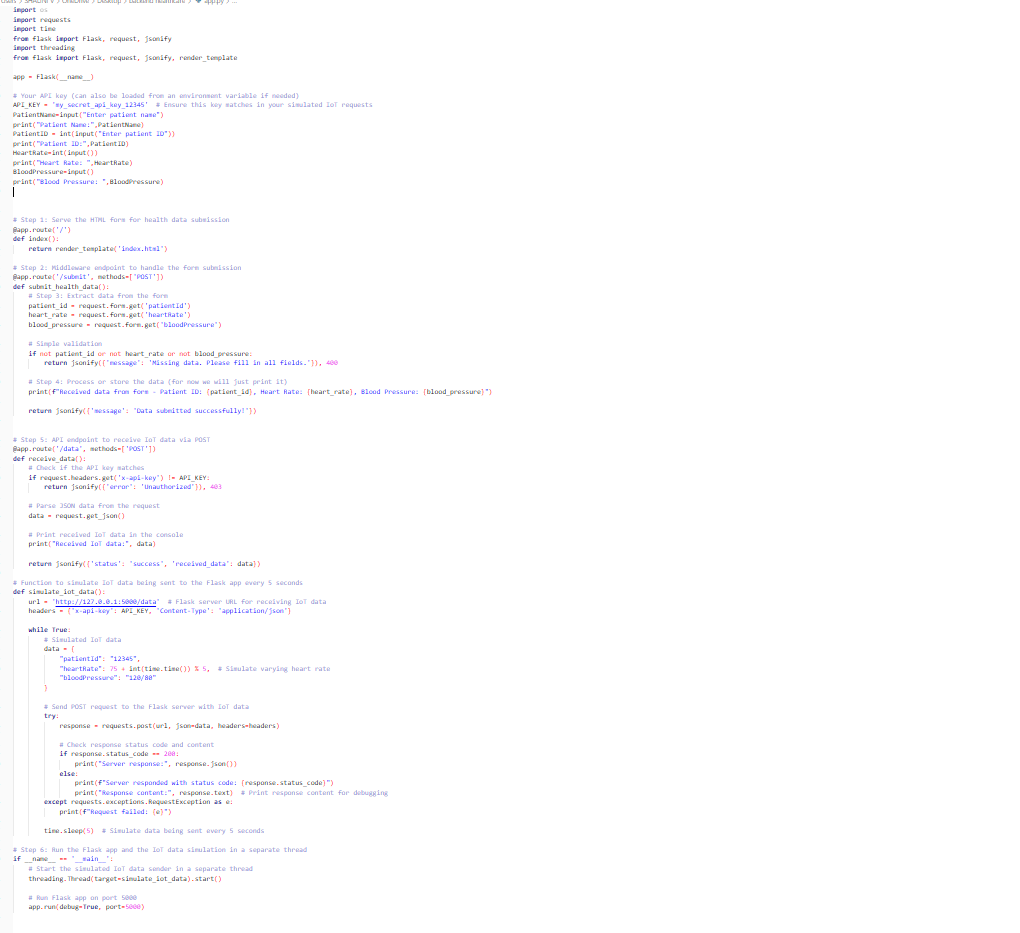 Users > SHALINI V > OneDrive > Desktop > backend healthcare > app.py > ...
import os
import requests
import time
from flask import Flask, request, jsonify
import threading
from flask import Flask, request, jsonify, render_template
app = Flask(__name__)
# Your API key (can also be loaded from an environment variable if needed)
API_KEY = 'my_secret_api_key_12345'  # Ensure this key matches in your simulated IoT requests
PatientName=input("Enter patient name")
print("Patient Name:",PatientName)
PatientID = int(input("Enter patient ID"))
print("Patient ID:",PatientID)
HeartRate=int(input())
print("Heart Rate: ",HeartRate)
BloodPressure=input()
print("Blood Pressure: ",BloodPressure)
# Step 1: Serve the HTML form for health data submission
@app.route('/')
def index():
    return render_template('index.html')
# Step 2: Middleware endpoint to handle the form submission
@app.route('/submit', methods=['POST'])
def submit_health_data():
    # Step 3: Extract data from the form
    patient_id = request.form.get('patientId')
    heart_rate = request.form.get('heartRate')
    blood_pressure = request.form.get('bloodPressure')
    # Simple validation
    if not patient_id or not heart_rate or not blood_pressure:
        return jsonify({'message': 'Missing data. Please fill in all fields.'}), 400
    # Step 4: Process or store the data (for now we will just print it)
    print(f"Received data from form - Patient ID: {patient_id}, Heart Rate: {heart_rate}, Blood Pressure: {blood_pressure}")
    return jsonify({'message': 'Data submitted successfully!'})
# Step 5: API endpoint to receive IoT data via POST
@app.route('/data', methods=['POST'])
def receive_data():
    # Check if the API key matches
    if request.headers.get('x-api-key') != API_KEY:
        return jsonify({'error': 'Unauthorized'}), 403
    # Parse JSON data from the request
    data = request.get_json()
    # Print received IoT data in the console
    print("Received IoT data:", data)
    return jsonify({'status': 'success', 'received_data': data})
# Function to simulate IoT data being sent to the Flask app every 5 seconds
def simulate_iot_data():
    url = 'http://127.0.0.1:5000/data'  # Flask server URL for receiving IoT data
    headers = {'x-api-key': API_KEY, 'Content-Type': 'application/json'}
    while True:
        # Simulated IoT data
        data = {
            "patientId": "12345",
            "heartRate": 75 + int(time.time()) % 5,  # Simulate varying heart rate
            "bloodPressure": "120/80"
        }
        # Send POST request to the Flask server with IoT data
        try:
            response = requests.post(url, json=data, headers=headers)
            # Check response status code and content
            if response.status_code == 200:
                print("Server response:", response.json())
            else:
                print(f"Server responded with status code: {response.status_code}")
                print("Response content:", response.text)  # Print response content for debugging
        except requests.exceptions.RequestException as e:
            print(f"Request failed: {e}")
        time.sleep(5)  # Simulate data being sent every 5 seconds
# Step 6: Run the Flask app and the IoT data simulation in a separate thread
if __name__ == '__main__':
    # Start the simulated IoT data sender in a separate thread
    threading.Thread(target=simulate_iot_data).start()
    # Run Flask app on port 5000
    app.run(debug=True, port=5000)